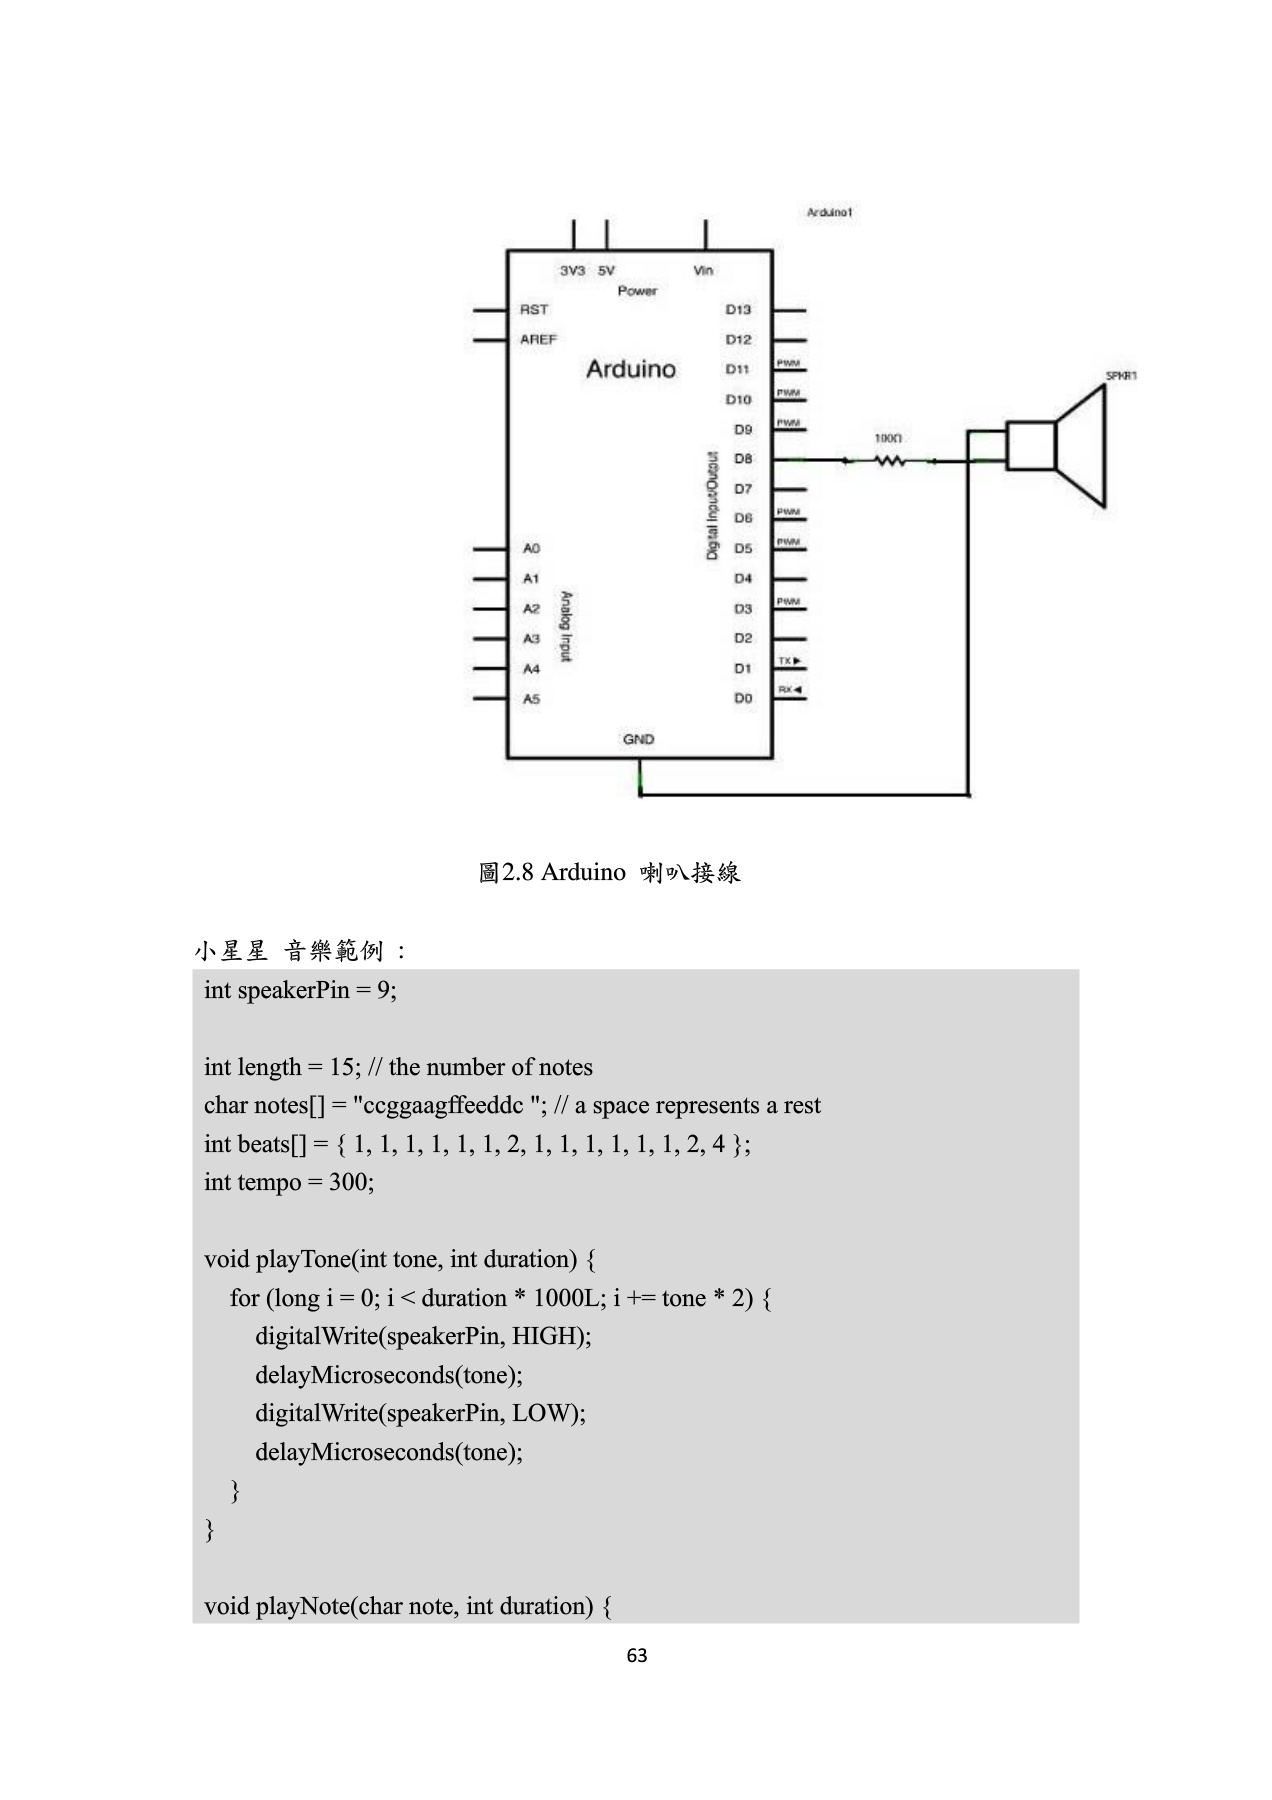 Arduino1
3V3 5V Vin
Power
RST D13
AREF D12
Arduino D11 PWM
D10 PWM
SPKR1
D9 PWM
100Ω
D8
Digital Input/Output
D7
D6 PWM
A0 D5 PWM
A1 D4
Analog Input
A2 D3 PWM
A3 D2
A4 D1 TX▶
A5 D0 RX◀
GND
圖2.8 Arduino 喇叭接線
小星星 音樂範例 :
int speakerPin = 9;
int length = 15; // the number of notes
char notes[] = "ccggaagffeeddc "; // a space represents a rest
int beats[] = { 1, 1, 1, 1, 1, 1, 2, 1, 1, 1, 1, 1, 1, 2, 4 };
int tempo = 300;
void playTone(int tone, int duration) {
for (long i = 0; i < duration * 1000L; i += tone * 2) {
digitalWrite(speakerPin, HIGH);
delayMicroseconds(tone);
digitalWrite(speakerPin, LOW);
delayMicroseconds(tone);
}
}
void playNote(char note, int duration) {
63